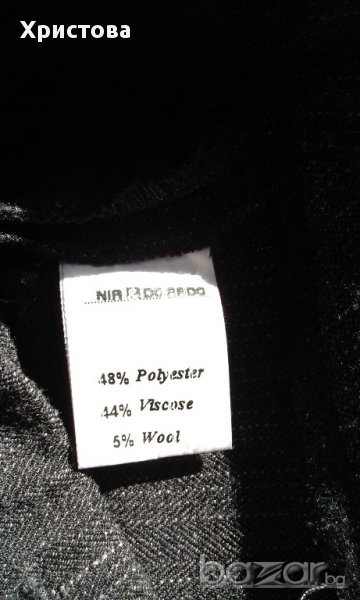 Христова
48% Polyester
44% Viscose
5% Wool
bazar.bg